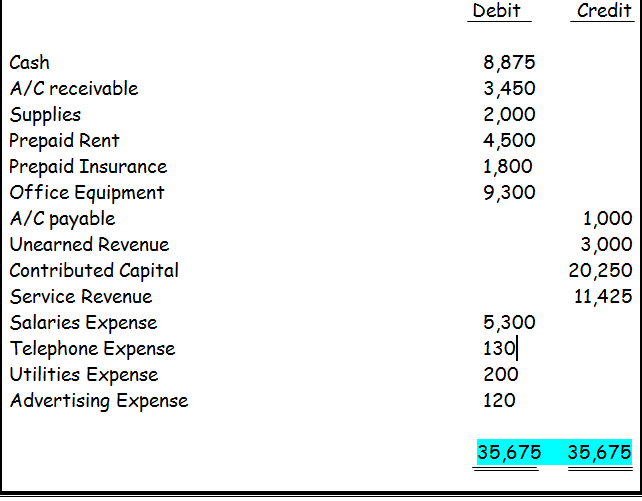 Debit Credit
Cash 8,875
A/C receivable 3,450
Supplies 2,000
Prepaid Rent 4,500
Prepaid Insurance 1,800
Office Equipment 9,300
A/C payable 1,000
Unearned Revenue 3,000
Contributed Capital 20,250
Service Revenue 11,425
Salaries Expense 5,300
Telephone Expense 130
Utilities Expense 200
Advertising Expense 120
35,675 35,675